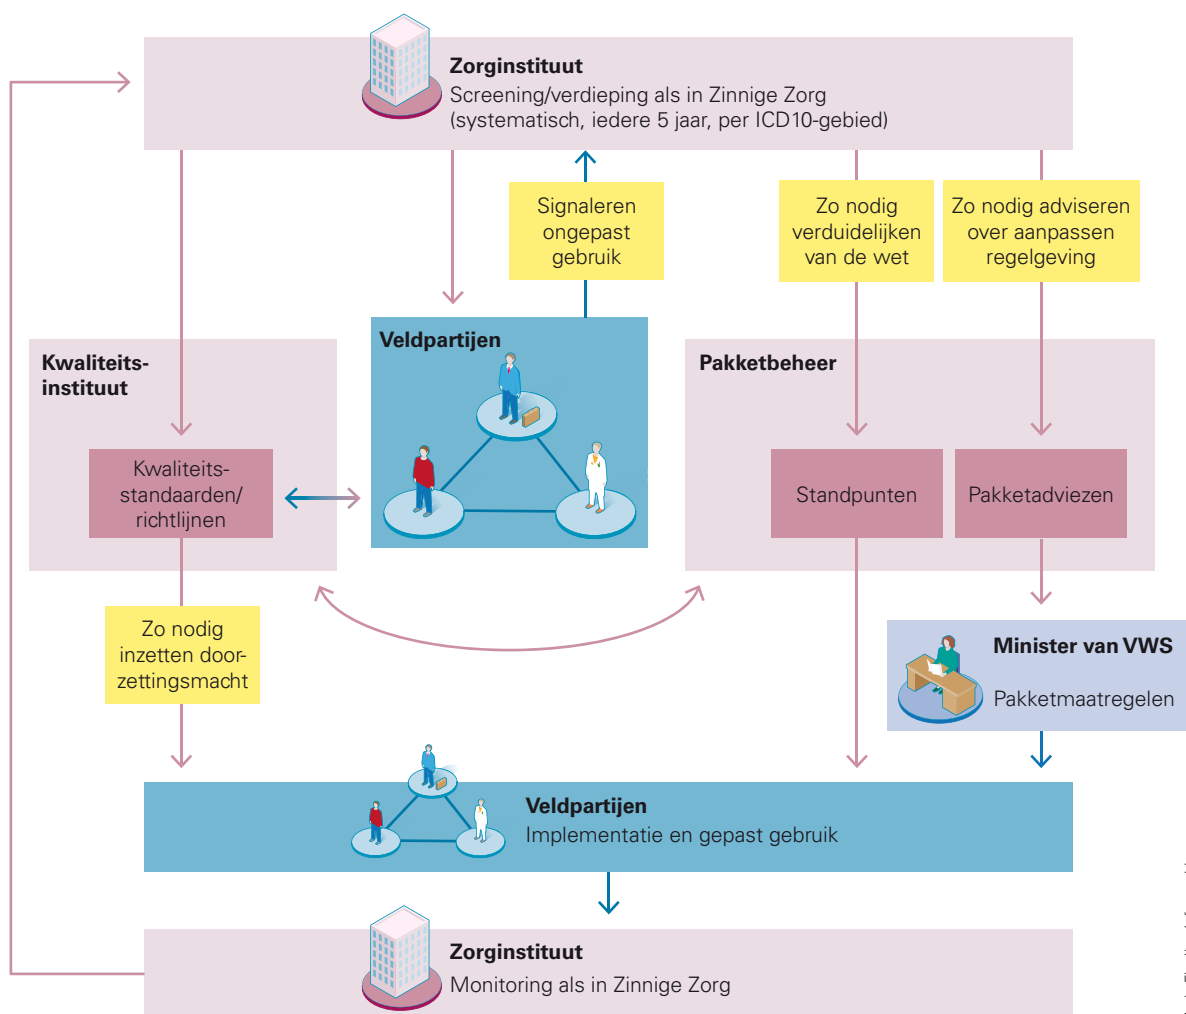 Zorginstituut
Screening/verdieping als in Zinnige Zorg
(systematisch, iedere 5 jaar, per ICD10-gebied)
Signaleren
ongepast
gebruik
Zo nodig
verduidelijken
van de wet
Zo nodig adviseren
over aanpassen
regelgeving
Kwaliteits-
instituut
Veldpartijen
Pakketbeheer
Kwaliteits-
standaarden/
richtlijnen
Standpunten
Pakketadviezen
Zo nodig
inzetten door-
zettingsmacht
Minister van VWS
Pakketmaatregelen
Veldpartijen
Implementatie en gepast gebruik
Zorginstituut
Monitoring als in Zinnige Zorg